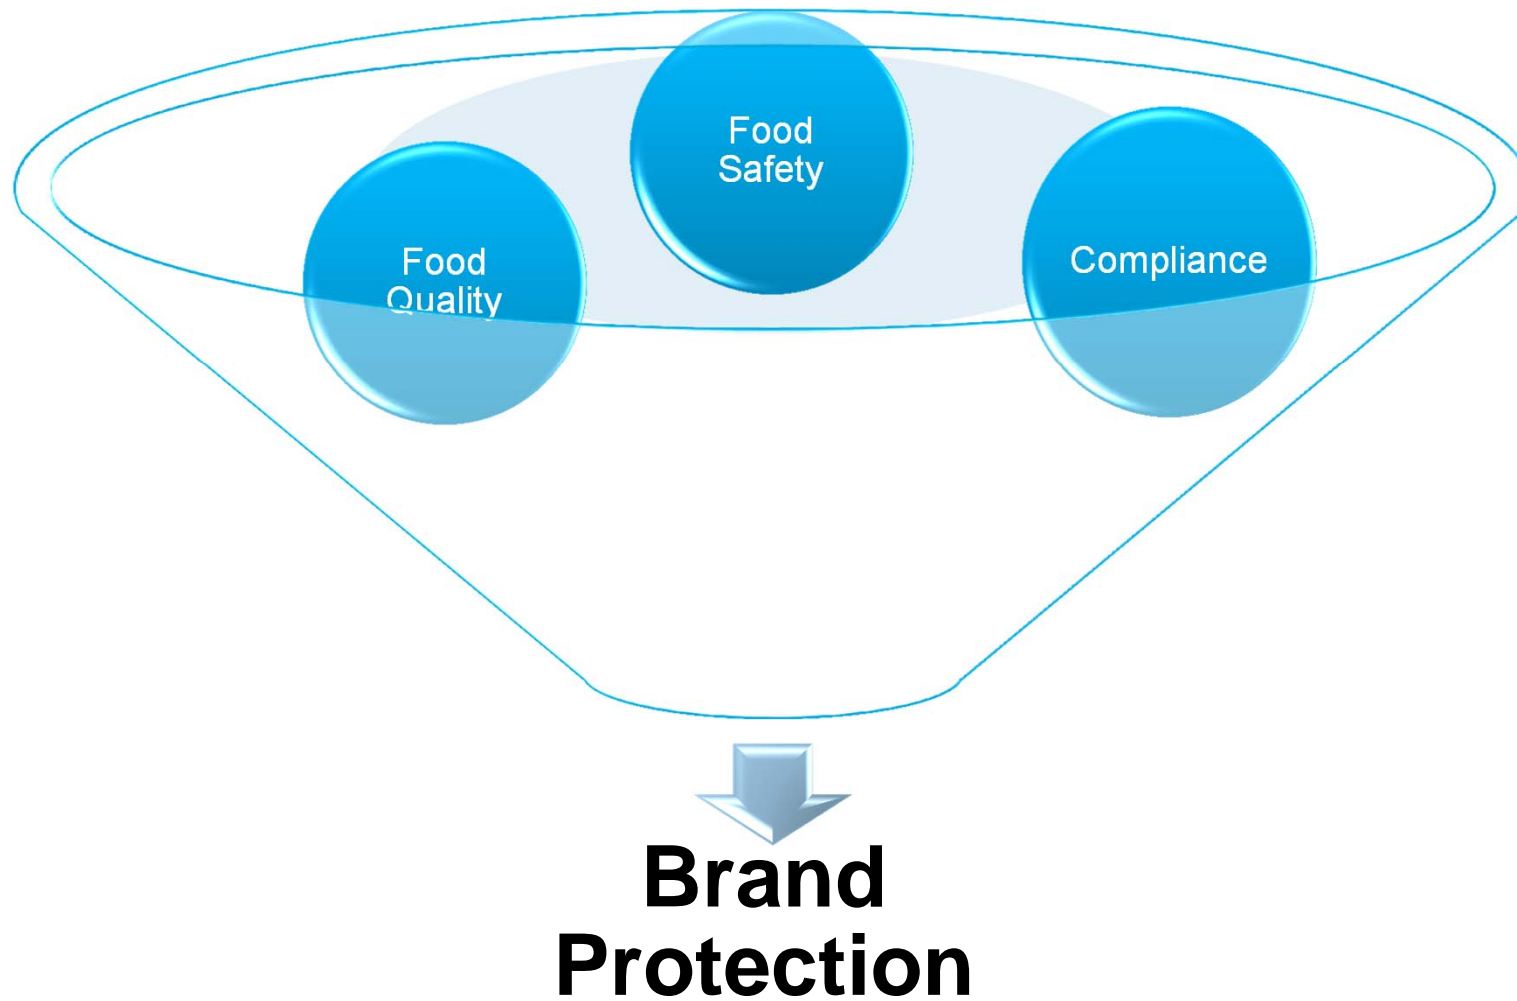 Food
Safety
Food
Quality
Compliance
Brand
Protection